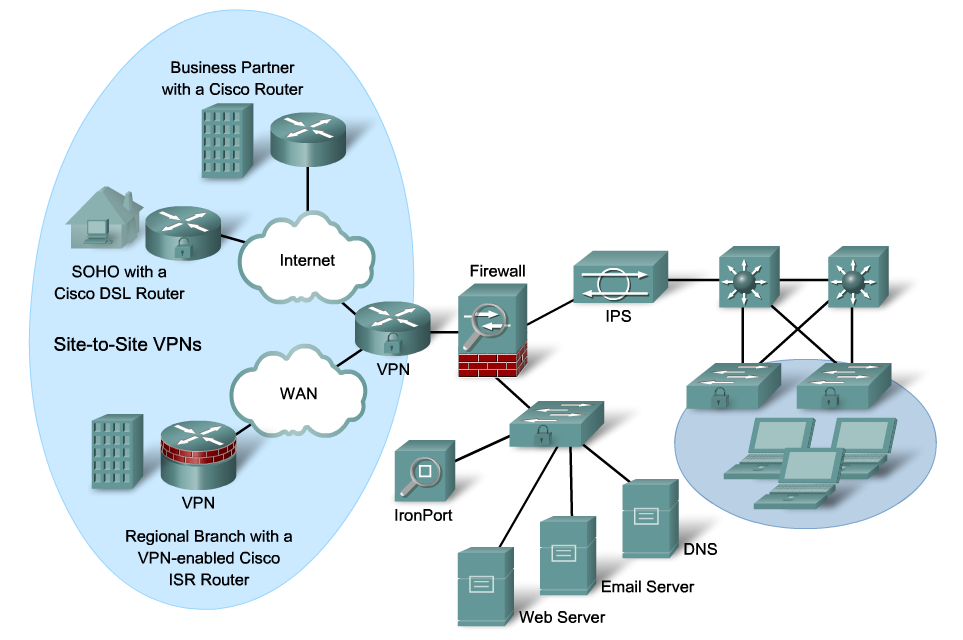 Business Partner
with a Cisco Router
Internet
SOHO with a
Cisco DSL Router
Site-to-Site VPNs
VPN
WAN
VPN
Regional Branch with a
VPN-enabled Cisco
ISR Router
Firewall
IPS
IronPort
DNS
Email Server
Web Server